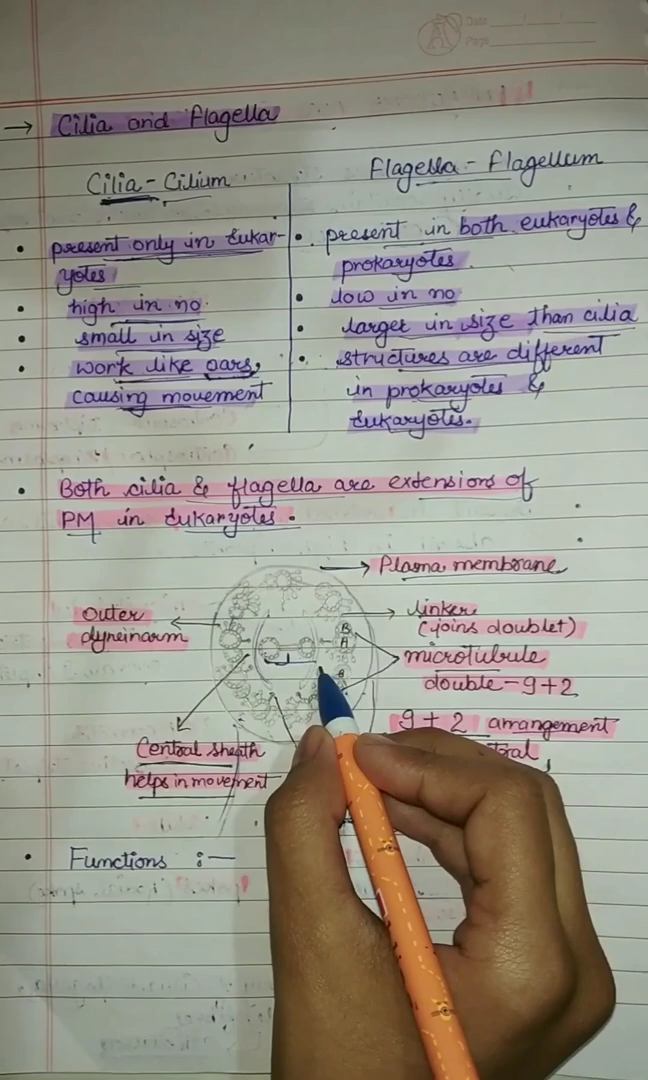 Date
Page
→ Cilia and flagella
Cilia - Cilium
• present only in Eukar-
yotes
• high in no.
• small in size
• work like oars,
causing movement
Flagella - Flagellum
• present in both eukaryotes &
prokaryotes
• low in no
• larger in size than cilia
• structures are different
in prokaryotes &
Eukaryotes.
• Both cilia & flagella are extensions of
PM in Eukaryotes.
→ Plasma membrane
Outer
dyneinarm
linker
(joins doublet)
B
A
microtubule
double - 9+2
Central sheath
helps in movement
9 + 2 arrangement
• Functions :-